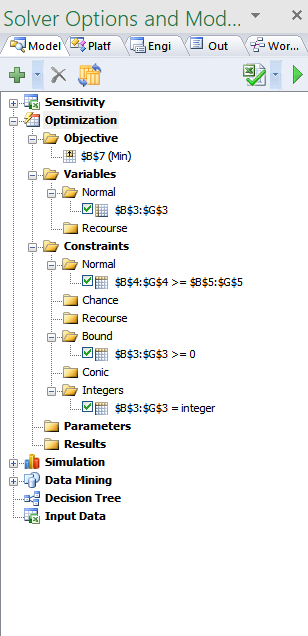 Solver Options and Mod...
Model Platf Engi Out Wor...
Sensitivity
Optimization
Objective
$B$7 (Min)
Variables
Normal
$B$3:$G$3
Recourse
Constraints
Normal
$B$4:$G$4 >= $B$5:$G$5
Chance
Recourse
Bound
$B$3:$G$3 >= 0
Conic
Integers
$B$3:$G$3 = integer
Parameters
Results
Simulation
Data Mining
Decision Tree
Input Data